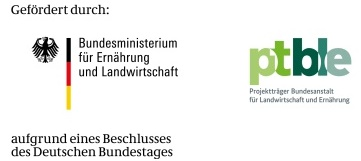 Gefördert durch:
Bundesministerium
für Ernährung
und Landwirtschaft
ptble
Projektträger Bundesanstalt
für Landwirtschaft und Ernährung
aufgrund eines Beschlusses
des Deutschen Bundestages